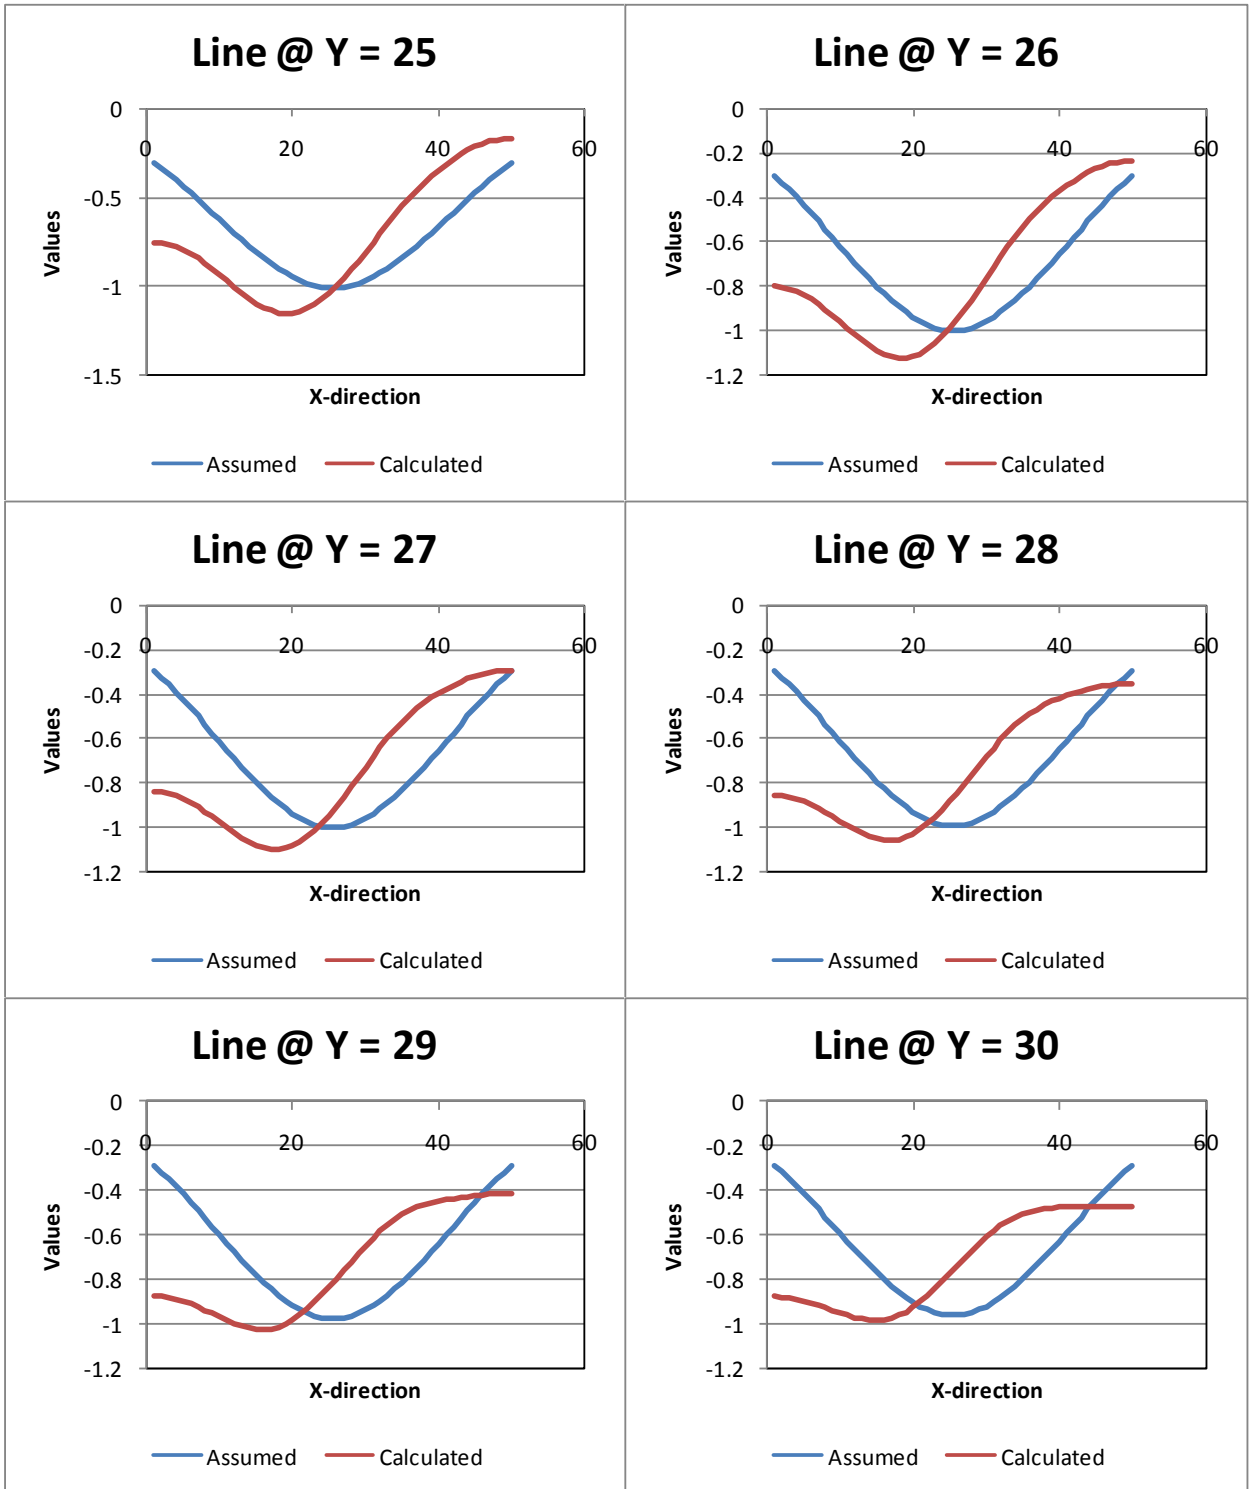 Line @ Y = 25
0
0 20 40 60
-0.5
-1
-1.5
Values
X-direction
Assumed Calculated
Line @ Y = 26
0
0 20 40 60
-0.2
-0.4
-0.6
-0.8
-1
-1.2
Values
X-direction
Assumed Calculated
Line @ Y = 27
0
0 20 40 60
-0.2
-0.4
-0.6
-0.8
-1
-1.2
Values
X-direction
Assumed Calculated
Line @ Y = 28
0
0 20 40 60
-0.2
-0.4
-0.6
-0.8
-1
-1.2
Values
X-direction
Assumed Calculated
Line @ Y = 29
0
0 20 40 60
-0.2
-0.4
-0.6
-0.8
-1
-1.2
Values
X-direction
Assumed Calculated
Line @ Y = 30
0
0 20 40 60
-0.2
-0.4
-0.6
-0.8
-1
-1.2
Values
X-direction
Assumed Calculated